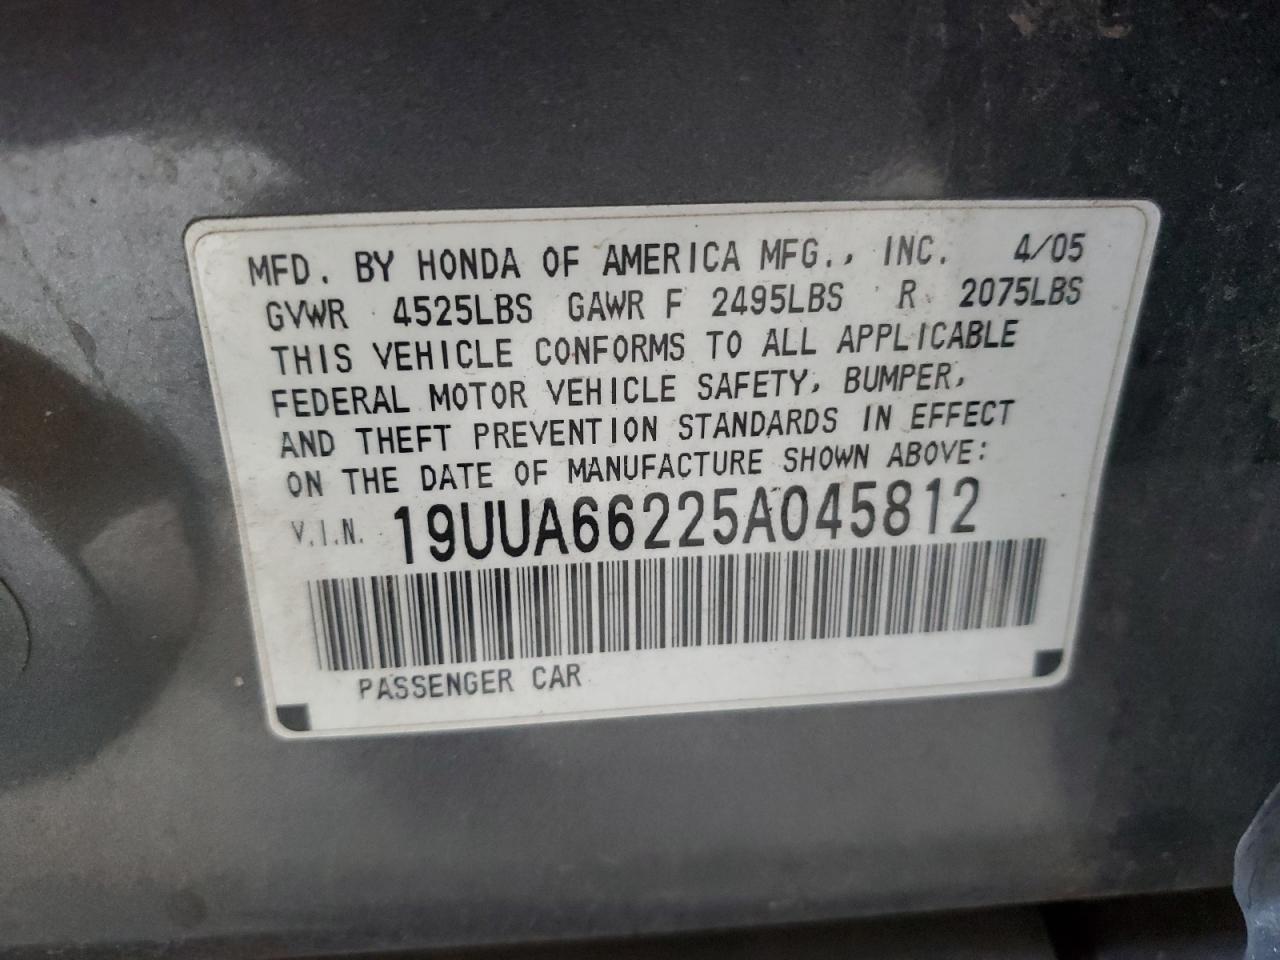 MFD. BY HONDA OF AMERICA MFG., INC. 4/05
GVWR 4525LBS GAWR F 2495LBS R 2075LBS
THIS VEHICLE CONFORMS TO ALL APPLICABLE
FEDERAL MOTOR VEHICLE SAFETY, BUMPER,
AND THEFT PREVENTION STANDARDS IN EFFECT
ON THE DATE OF MANUFACTURE SHOWN ABOVE:
V.I.N. 19UUA66225A045812
PASSENGER CAR